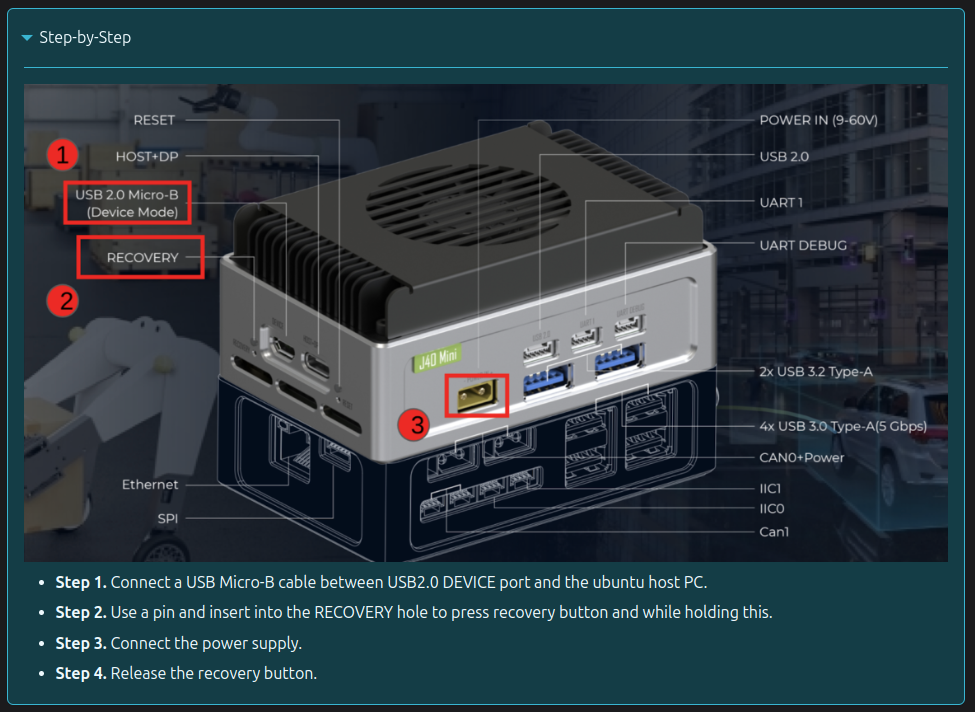 Step-by-Step
RESET
POWER IN (9-60V)
1
HOST+DP
USB 2.0
USB 2.0 Micro-B
(Device Mode)
UART 1
RECOVERY
UART DEBUG
2
J40 Mini
2x USB 3.2 Type-A
3
4x USB 3.0 Type-A(5 Gbps)
CAN0+Power
Ethernet
IIC1
IIC0
SPI
Can1
• Step 1. Connect a USB Micro-B cable between USB2.0 DEVICE port and the ubuntu host PC.
• Step 2. Use a pin and insert into the RECOVERY hole to press recovery button and while holding this.
• Step 3. Connect the power supply.
• Step 4. Release the recovery button.